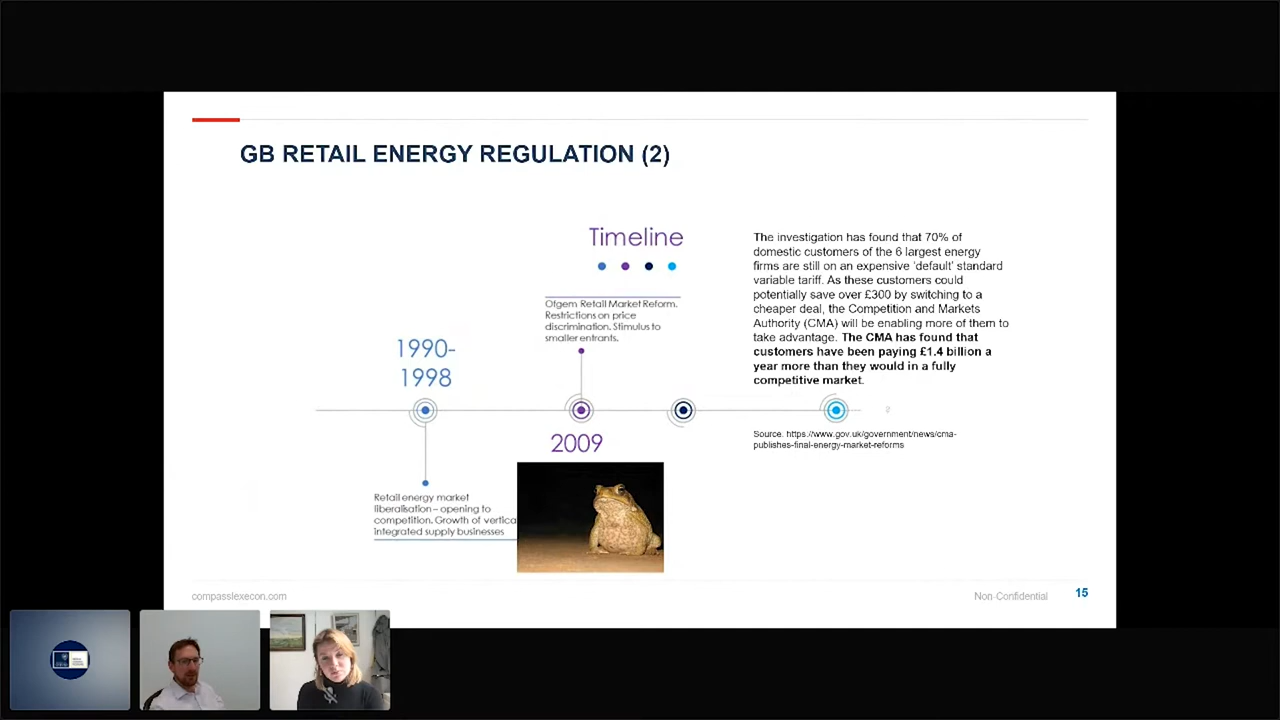 GB RETAIL ENERGY REGULATION (2)
Timeline
Ofgem Retail Market Reform.
Restrictions on price
discrimination. Stimulus to
smaller entrants.
The investigation has found that 70% of
domestic customers of the 6 largest energy
firms are still on an expensive 'default' standard
variable tariff. As these customers could
potentially save over £300 by switching to a
cheaper deal, the Competition and Markets
Authority (CMA) will be enabling more of them to
take advantage. The CMA has found that
customers have been paying £1.4 billion a
year more than they would in a fully
competitive market.
1990-
1998
2009
Source. https://www.gov.uk/government/news/cma-
publishes-final-energy-market-reforms
Retail energy market
liberalisation – opening to
competition. Growth of vertica
integrated supply businesses
compasslexecon.com
Non-Confidential
15